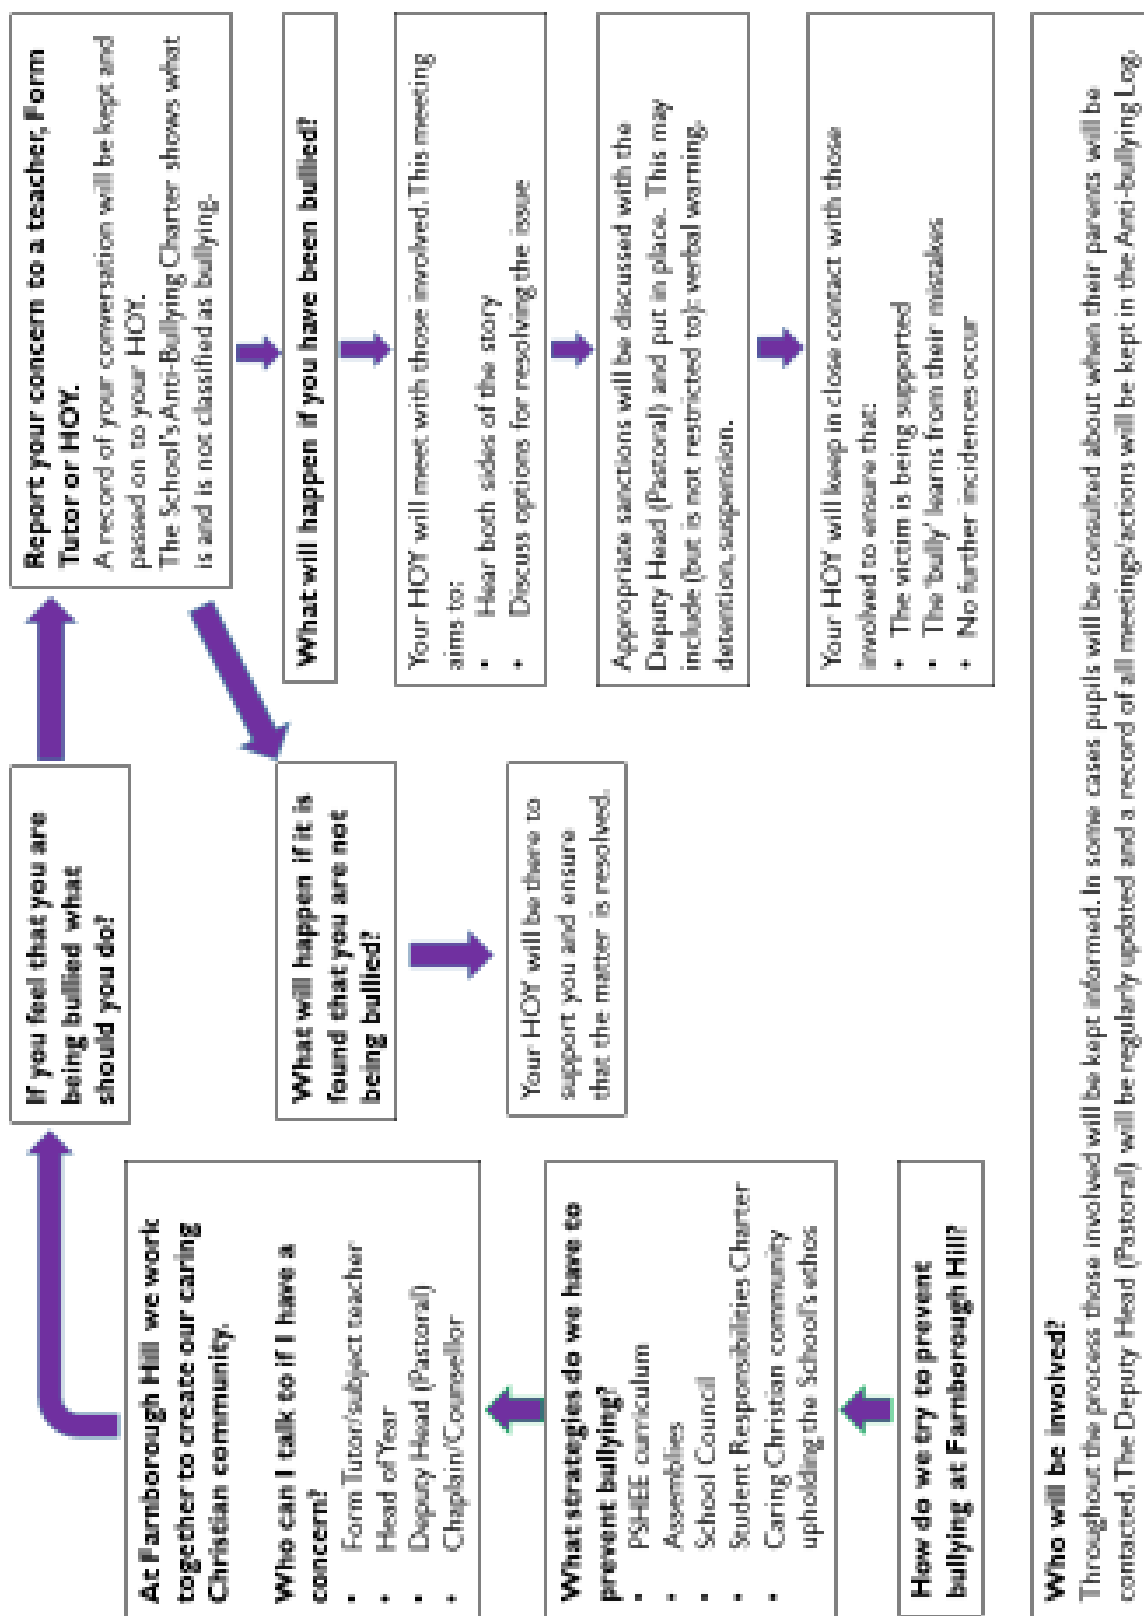 How do we try to prevent
bullying at Farnborough Hill?
What strategies do we have to
prevent bullying?
• PSHEE curriculum
• Assemblies
• School Council
• Student Responsibilities Charter
• Caring Christian community
upholding the School's ethos
At Farnborough Hill we work
together to create our caring
Christian community.
Who can I talk to if I have a
concern?
• Form Tutor/subject teacher
• Head of Year
• Deputy Head (Pastoral)
• Chaplain/Counsellor
If you feel that you are
being bullied what
should you do?
Report your concern to a teacher, Form
Tutor or HOY.
A record of your conversation will be kept and
passed on to your HOY.
The School's Anti-Bullying Charter shows what
is and is not classified as bullying.
What will happen if it is
found that you are not
being bullied?
Your HOY will be there to
support you and ensure
that the matter is resolved.
What will happen if you have been bullied?
Your HOY will meet with those involved. This meeting
aims to:
• Hear both sides of the story
• Discuss options for resolving the issue
Appropriate sanctions will be discussed with the
Deputy Head (Pastoral) and put in place. This may
include (but is not restricted to): verbal warning,
detention, suspension.
Your HOY will keep in close contact with those
involved to ensure that:
• The victim is being supported
• The 'bully' learns from their mistakes
• No further incidences occur
Who will be involved?
Throughout the process those involved will be kept informed. In some cases pupils will be consulted about when their parents will be
contacted. The Deputy Head (Pastoral) will be regularly updated and a record of all meetings/actions will be kept in the Anti-bullying Log.